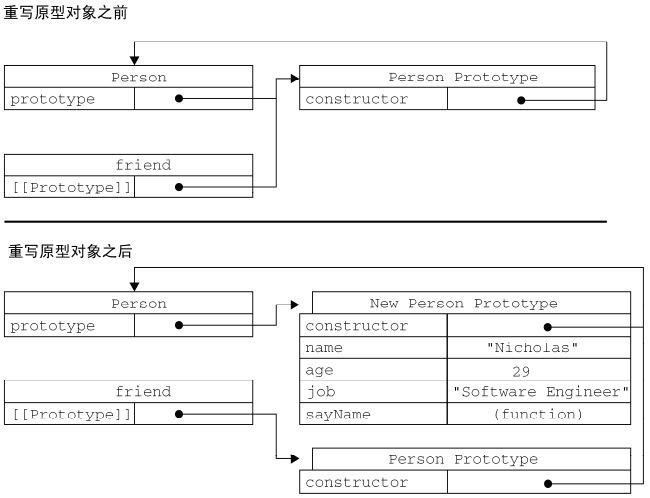 重写原型对象之前
Person
Person Prototype
prototype
constructor
friend
[[Prototype]]
重写原型对象之后
Person
New Person Prototype
prototype
constructor
name "Nicholas"
age 29
friend
job "Software Engineer"
[[Prototype]]
sayName (function)
Person Prototype
constructor